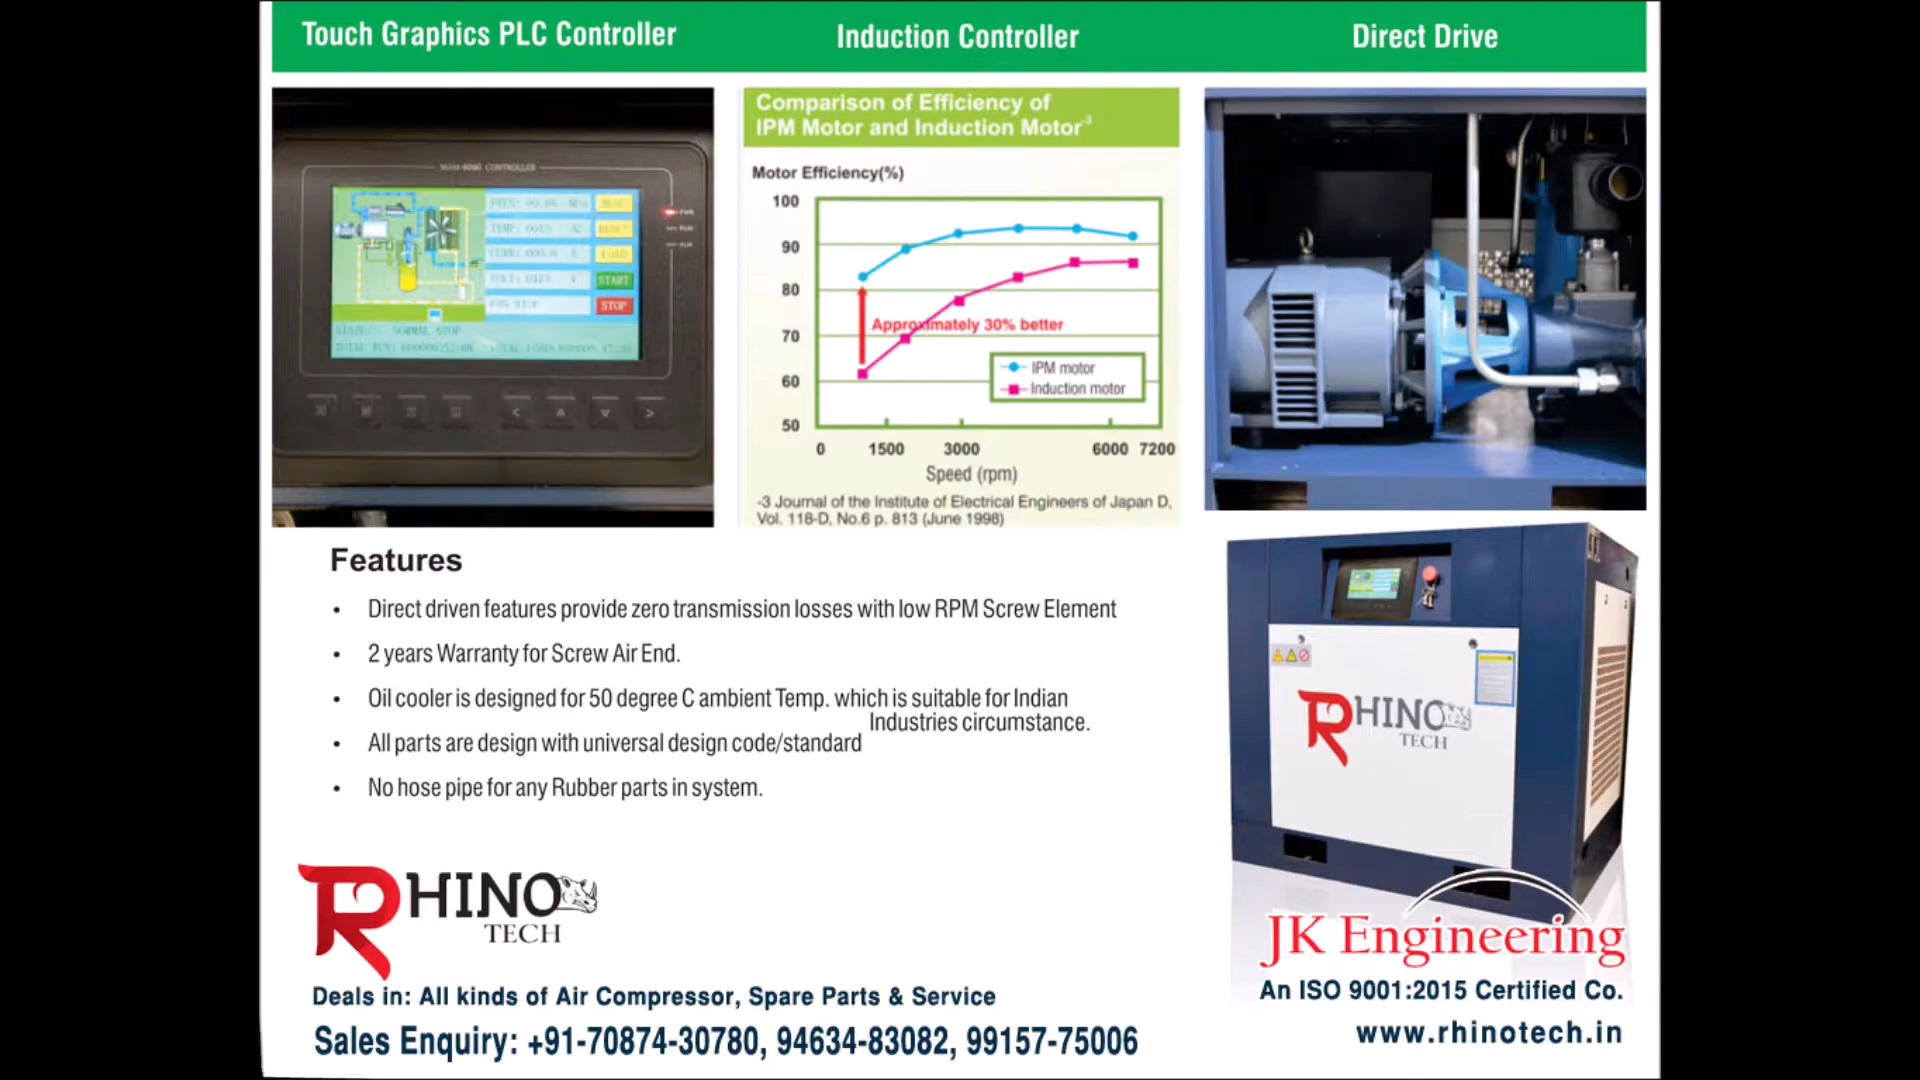 Touch Graphics PLC Controller
Induction Controller
Direct Drive
Comparison of Efficiency of
IPM Motor and Induction Motor-3
Motor Efficiency(%)
100
90
80
70
60
50
Approximately 30% better
IPM motor
Induction motor
0 1500 3000 6000 7200
Speed (rpm)
-3 Journal of the Institute of Electrical Engineers of Japan D,
Vol. 118-D, No.6 p. 813 (June 1998)
CONTROLLER
START
STOP
Features
• Direct driven features provide zero transmission losses with low RPM Screw Element
• 2 years Warranty for Screw Air End.
• Oil cooler is designed for 50 degree C ambient Temp. which is suitable for Indian
Industries circumstance.
• All parts are design with universal design code/standard
• No hose pipe for any Rubber parts in system.
RHINO
TECH
RHINO
TECH
JK Engineering
An ISO 9001:2015 Certified Co.
www.rhinotech.in
Deals in: All kinds of Air Compressor, Spare Parts & Service
Sales Enquiry: +91-70874-30780, 94634-83082, 99157-75006